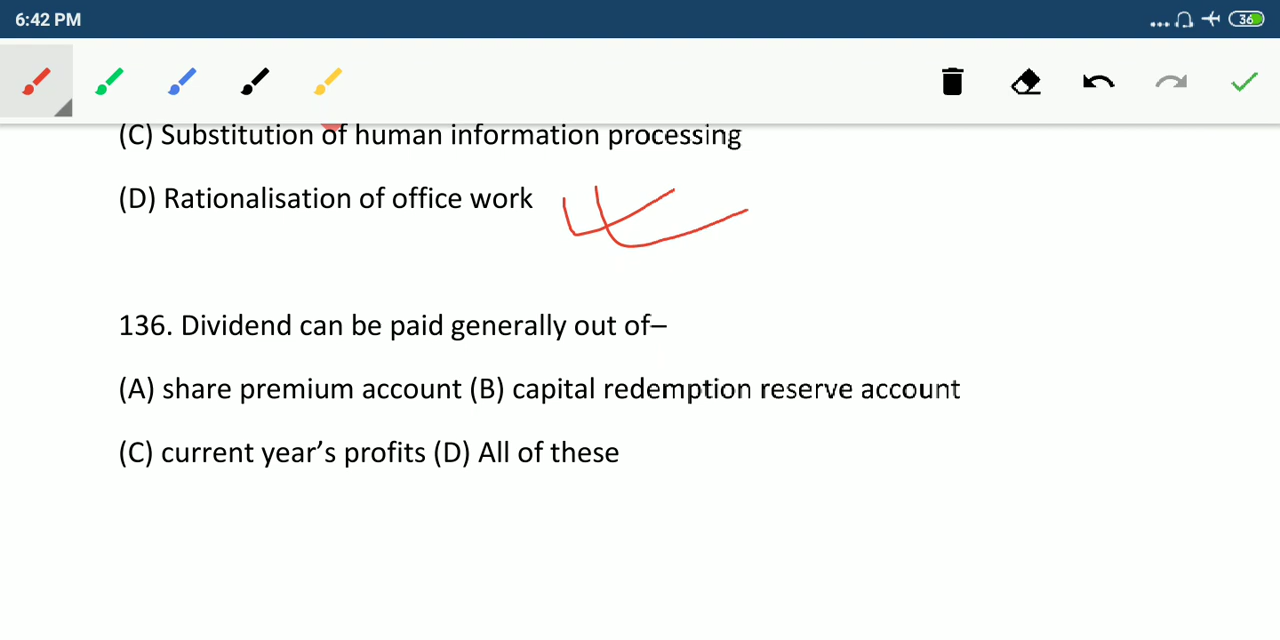 6:42 PM
36
(C) Substitution of human information processing
(D) Rationalisation of office work
136. Dividend can be paid generally out of–
(A) share premium account (B) capital redemption reserve account
(C) current year’s profits (D) All of these